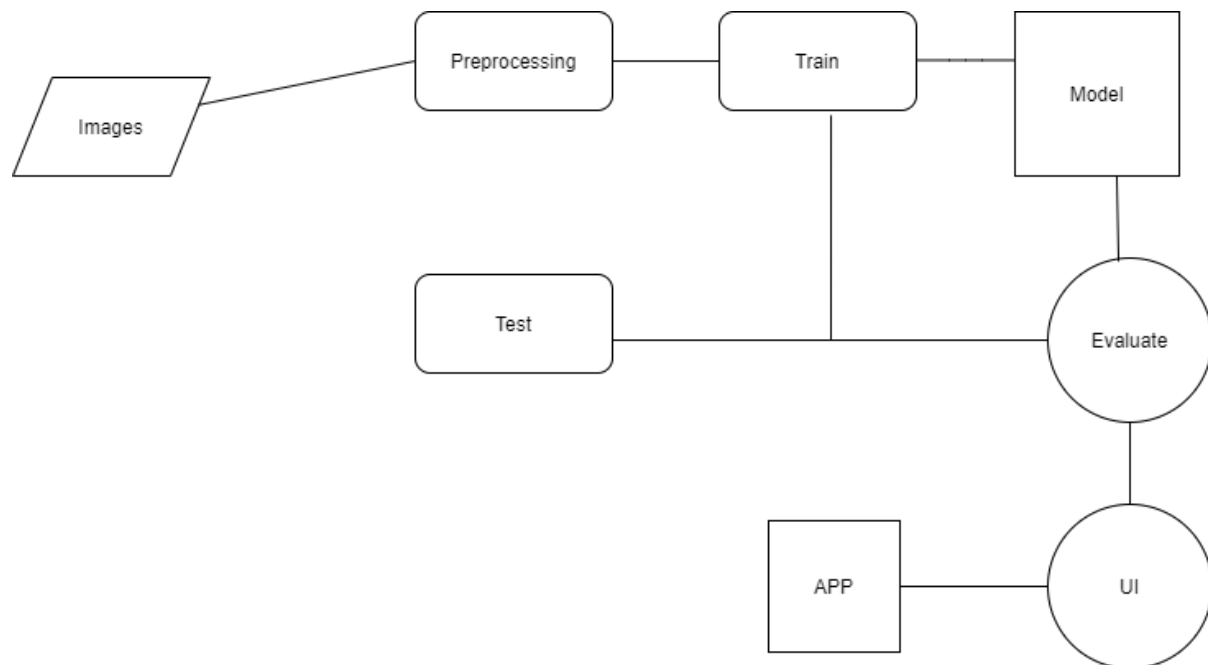 Preprocessing
Train
Model
Images
Test
Evaluate
APP
UI